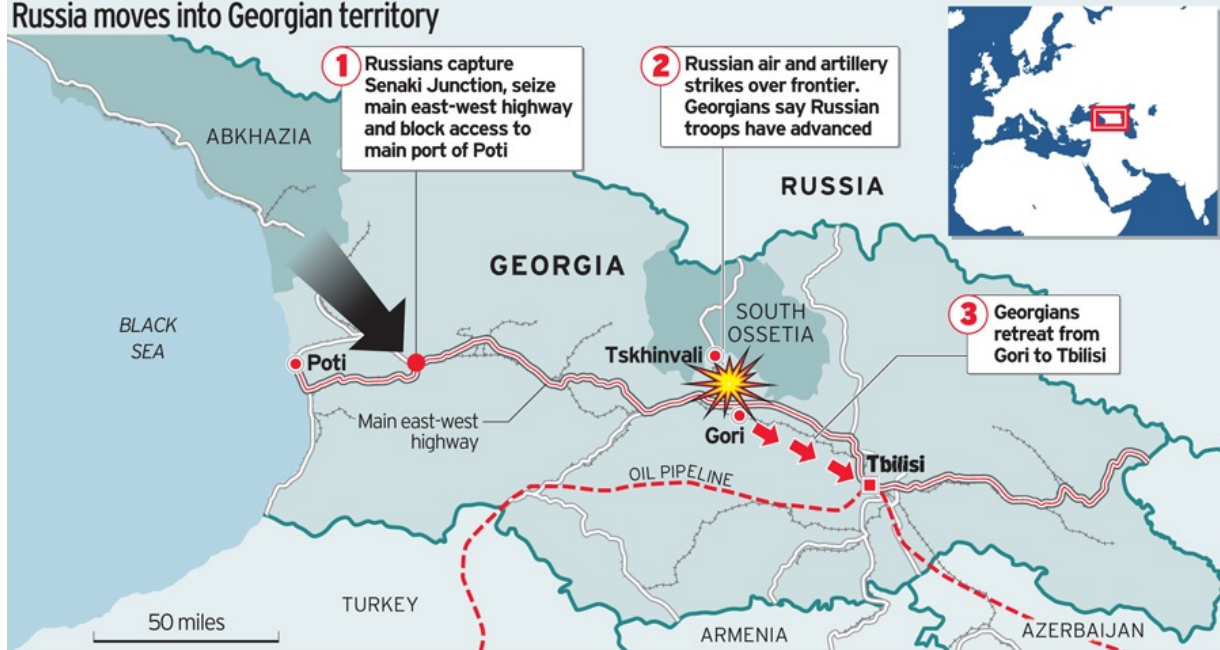 Russia moves into Georgian territory
1
Russians capture
Senaki Junction, seize
main east-west highway
and block access to
main port of Poti
2
Russian air and artillery
strikes over frontier.
Georgians say Russian
troops have advanced
ABKHAZIA
RUSSIA
GEORGIA
BLACK
SEA
SOUTH
OSSETIA
3
Georgians
retreat from
Gori to Tbilisi
Poti
Tskhinvali
Main east-west
highway
Gori
Tbilisi
OIL PIPELINE
TURKEY
50 miles
ARMENIA
AZERBAIJAN